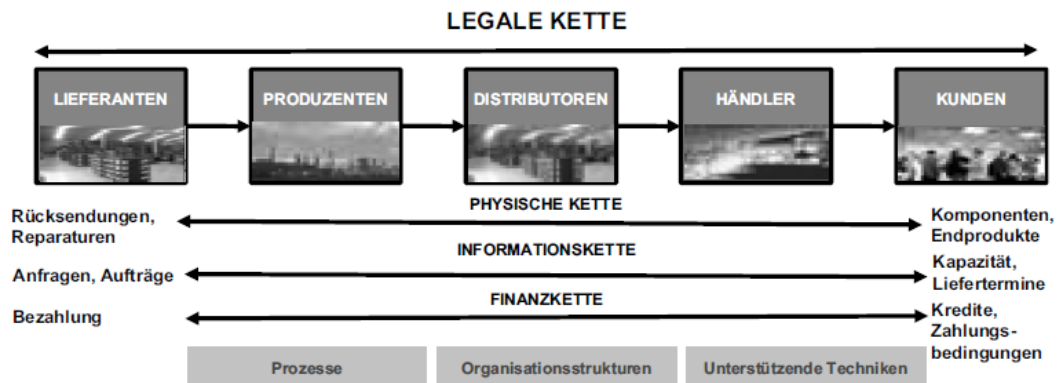 LEGALE KETTE
LIEFERANTEN
PRODUZENTEN
DISTRIBUTOREN
HÄNDLER
KUNDEN
PHYSISCHE KETTE
Rücksendungen,
Reparaturen
Komponenten,
Endprodukte
INFORMATIONSKETTE
Anfragen, Aufträge
Kapazität,
Liefertermine
FINANZKETTE
Bezahlung
Kredite,
Zahlungs-
bedingungen
Prozesse
Organisationsstrukturen
Unterstützende Techniken